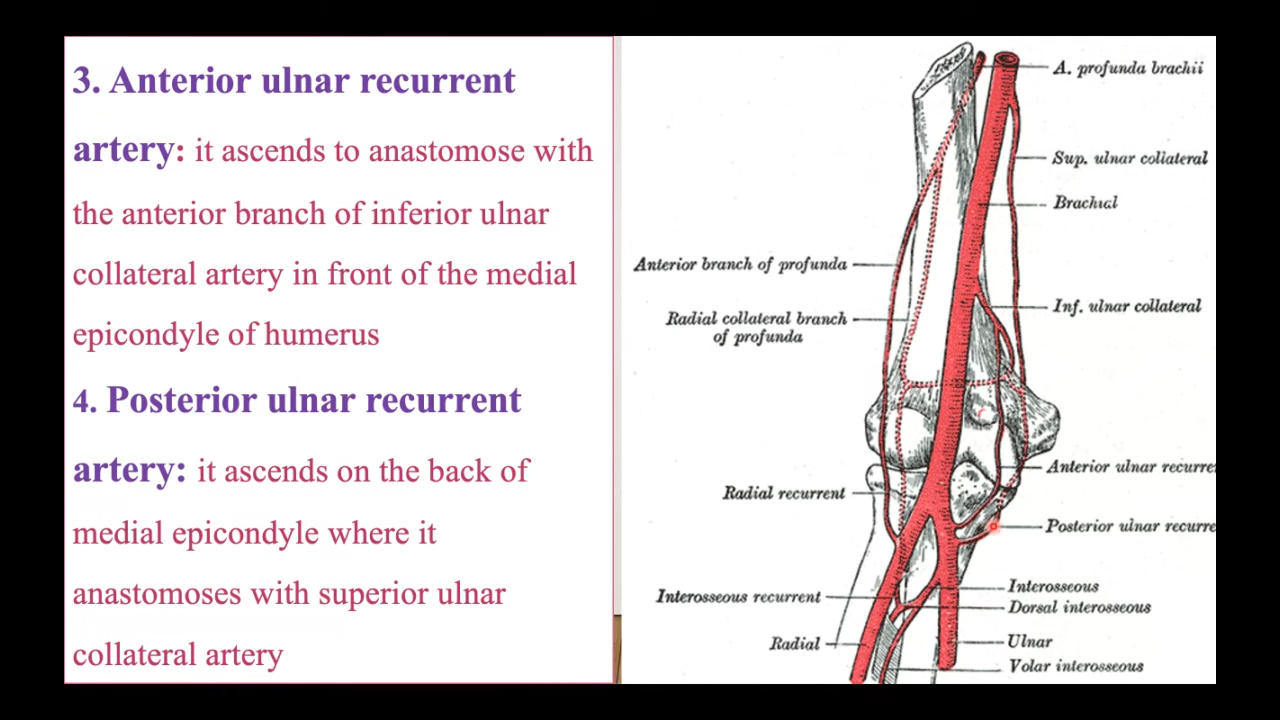 3. Anterior ulnar recurrent
artery: it ascends to anastomose with
the anterior branch of inferior ulnar
collateral artery in front of the medial
epicondyle of humerus
4. Posterior ulnar recurrent
artery: it ascends on the back of
medial epicondyle where it
anastomoses with superior ulnar
collateral artery
A. profunda brachii
Sup. ulnar collateral
Brachial
Anterior branch of profunda
Inf. ulnar collateral
Radial collateral branch
of profunda
Anterior ulnar recurre
Radial recurrent
Posterior ulnar recurre
Interosseous
Interosseous recurrent
Dorsal interosseous
Radial
Ulnar
Volar interosseous